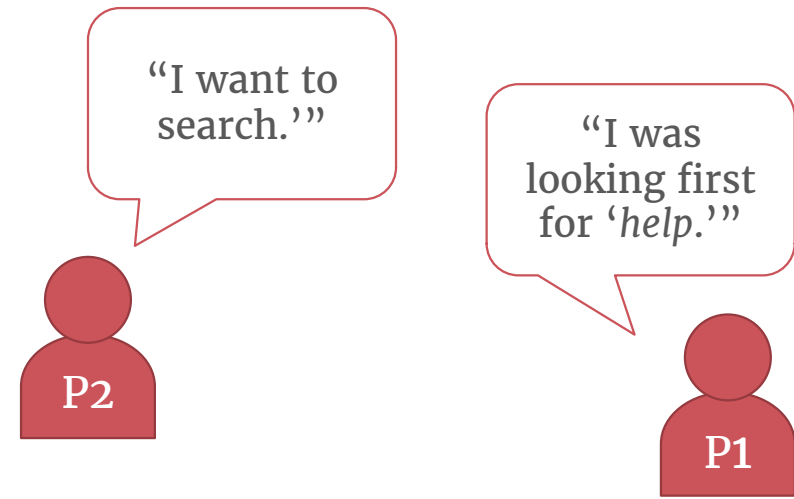 “I want to
search.’”
P2
“I was
looking first
for ‘help.’”
P1